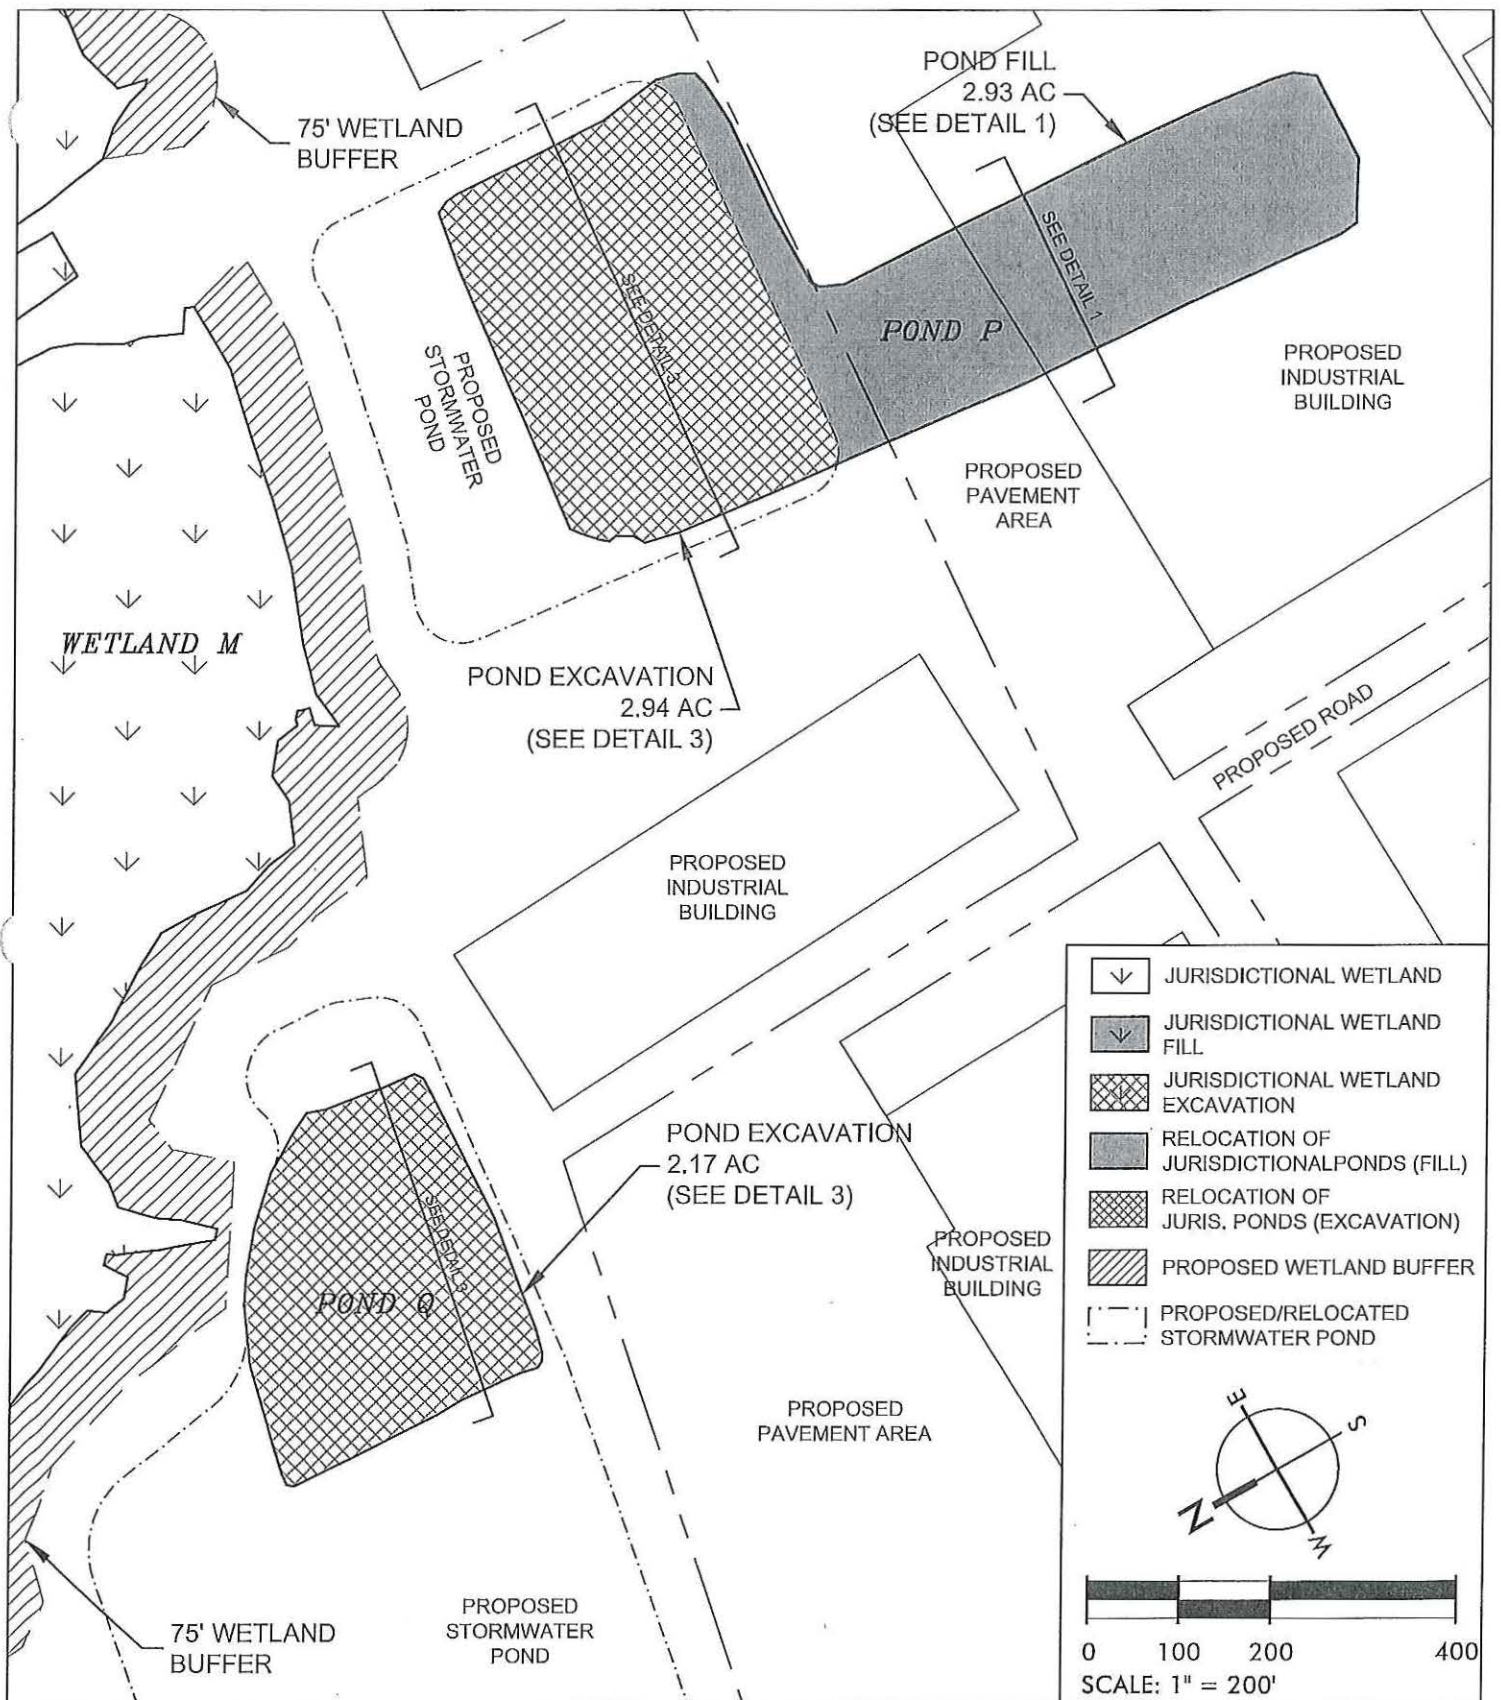 POND FILL
2.93 AC
(SEE DETAIL 1)
75' WETLAND
BUFFER
SEE DETAIL 1
SEE DETAIL 3
POND P
PROPOSED
STORMWATER
POND
PROPOSED
INDUSTRIAL
BUILDING
PROPOSED
PAVEMENT
AREA
WETLAND M
POND EXCAVATION
2.94 AC
(SEE DETAIL 3)
PROPOSED ROAD
PROPOSED
INDUSTRIAL
BUILDING
POND EXCAVATION
2.17 AC
(SEE DETAIL 3)
SEE DETAIL 3
POND Q
PROPOSED
INDUSTRIAL
BUILDING
PROPOSED
PAVEMENT AREA
75' WETLAND
BUFFER
PROPOSED
STORMWATER
POND
JURISDICTIONAL WETLAND
JURISDICTIONAL WETLAND
FILL
JURISDICTIONAL WETLAND
EXCAVATION
RELOCATION OF
JURISDICTIONALPONDS (FILL)
RELOCATION OF
JURIS. PONDS (EXCAVATION)
PROPOSED WETLAND BUFFER
PROPOSED/RELOCATED
STORMWATER POND
E
S
N
W
0 100 200 400
SCALE: 1" = 200'